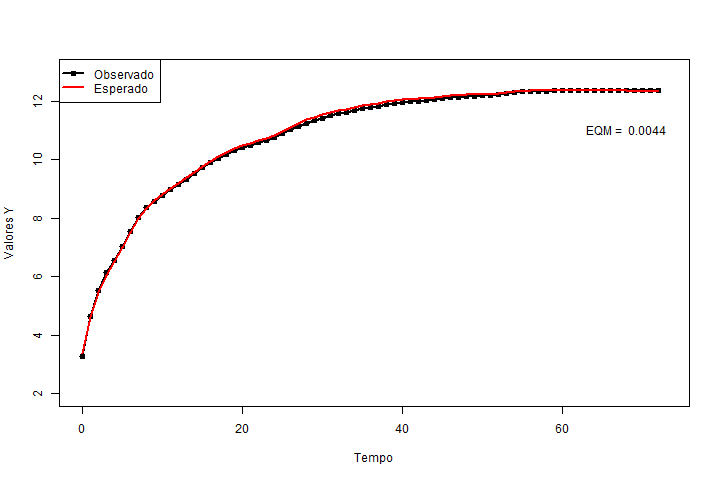 Observado
Esperado
EQM = 0.0044
Valores Y
12
10
8
6
4
2
0
20
40
60
Tempo